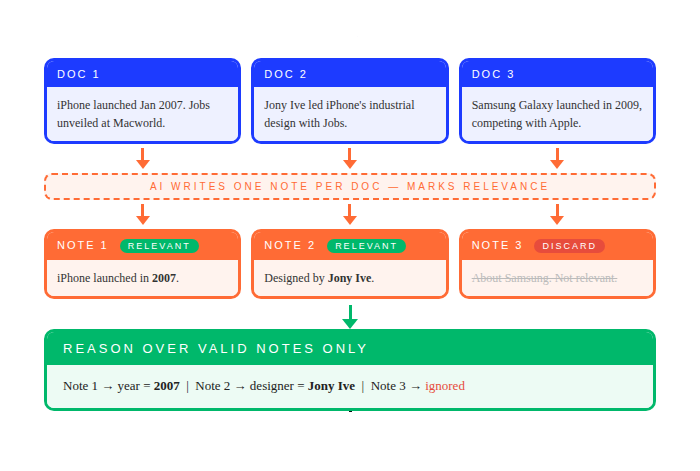 DOC 1
iPhone launched Jan 2007. Jobs
unveiled at Macworld.
DOC 2
Jony Ive led iPhone's industrial
design with Jobs.
DOC 3
Samsung Galaxy launched in 2009,
competing with Apple.
AI WRITES ONE NOTE PER DOC — MARKS RELEVANCE
NOTE 1 RELEVANT
iPhone launched in 2007.
NOTE 2 RELEVANT
Designed by Jony Ive.
NOTE 3 DISCARD
About Samsung. Not relevant.
REASON OVER VALID NOTES ONLY
Note 1 → year = 2007 | Note 2 → designer = Jony Ive | Note 3 → ignored